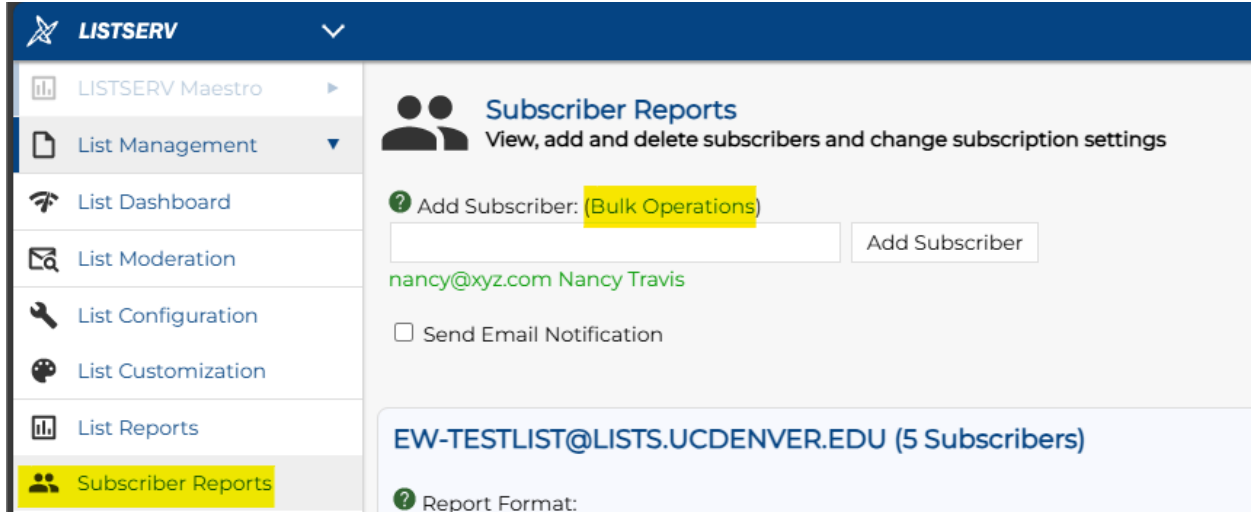 LISTSERV
LISTSERV Maestro
List Management
List Dashboard
List Moderation
List Configuration
List Customization
List Reports
Subscriber Reports
Subscriber Reports
View, add and delete subscribers and change subscription settings
? Add Subscriber: (Bulk Operations)
Add Subscriber
nancy@xyz.com Nancy Travis
Send Email Notification
EW-TESTLIST@LISTS.UCDENVER.EDU (5 Subscribers)
? Report Format: